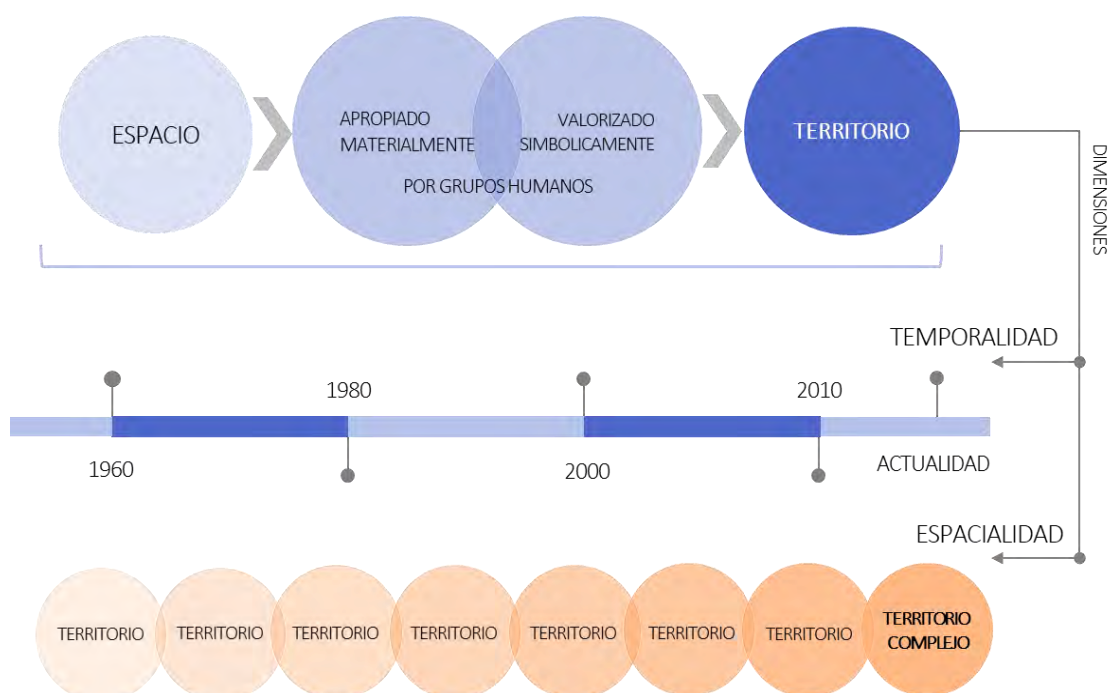 ESPACIO
APROPIADO
MATERIALMENTE
VALORIZADO
SIMBOLICAMENTE
POR GRUPOS HUMANOS
TERRITORIO
DIMENSIONES
TEMPORALIDAD
1980
2010
1960
2000
ACTUALIDAD
ESPACIALIDAD
TERRITORIO
TERRITORIO
TERRITORIO
TERRITORIO
TERRITORIO
TERRITORIO
TERRITORIO
TERRITORIO
COMPLEJO